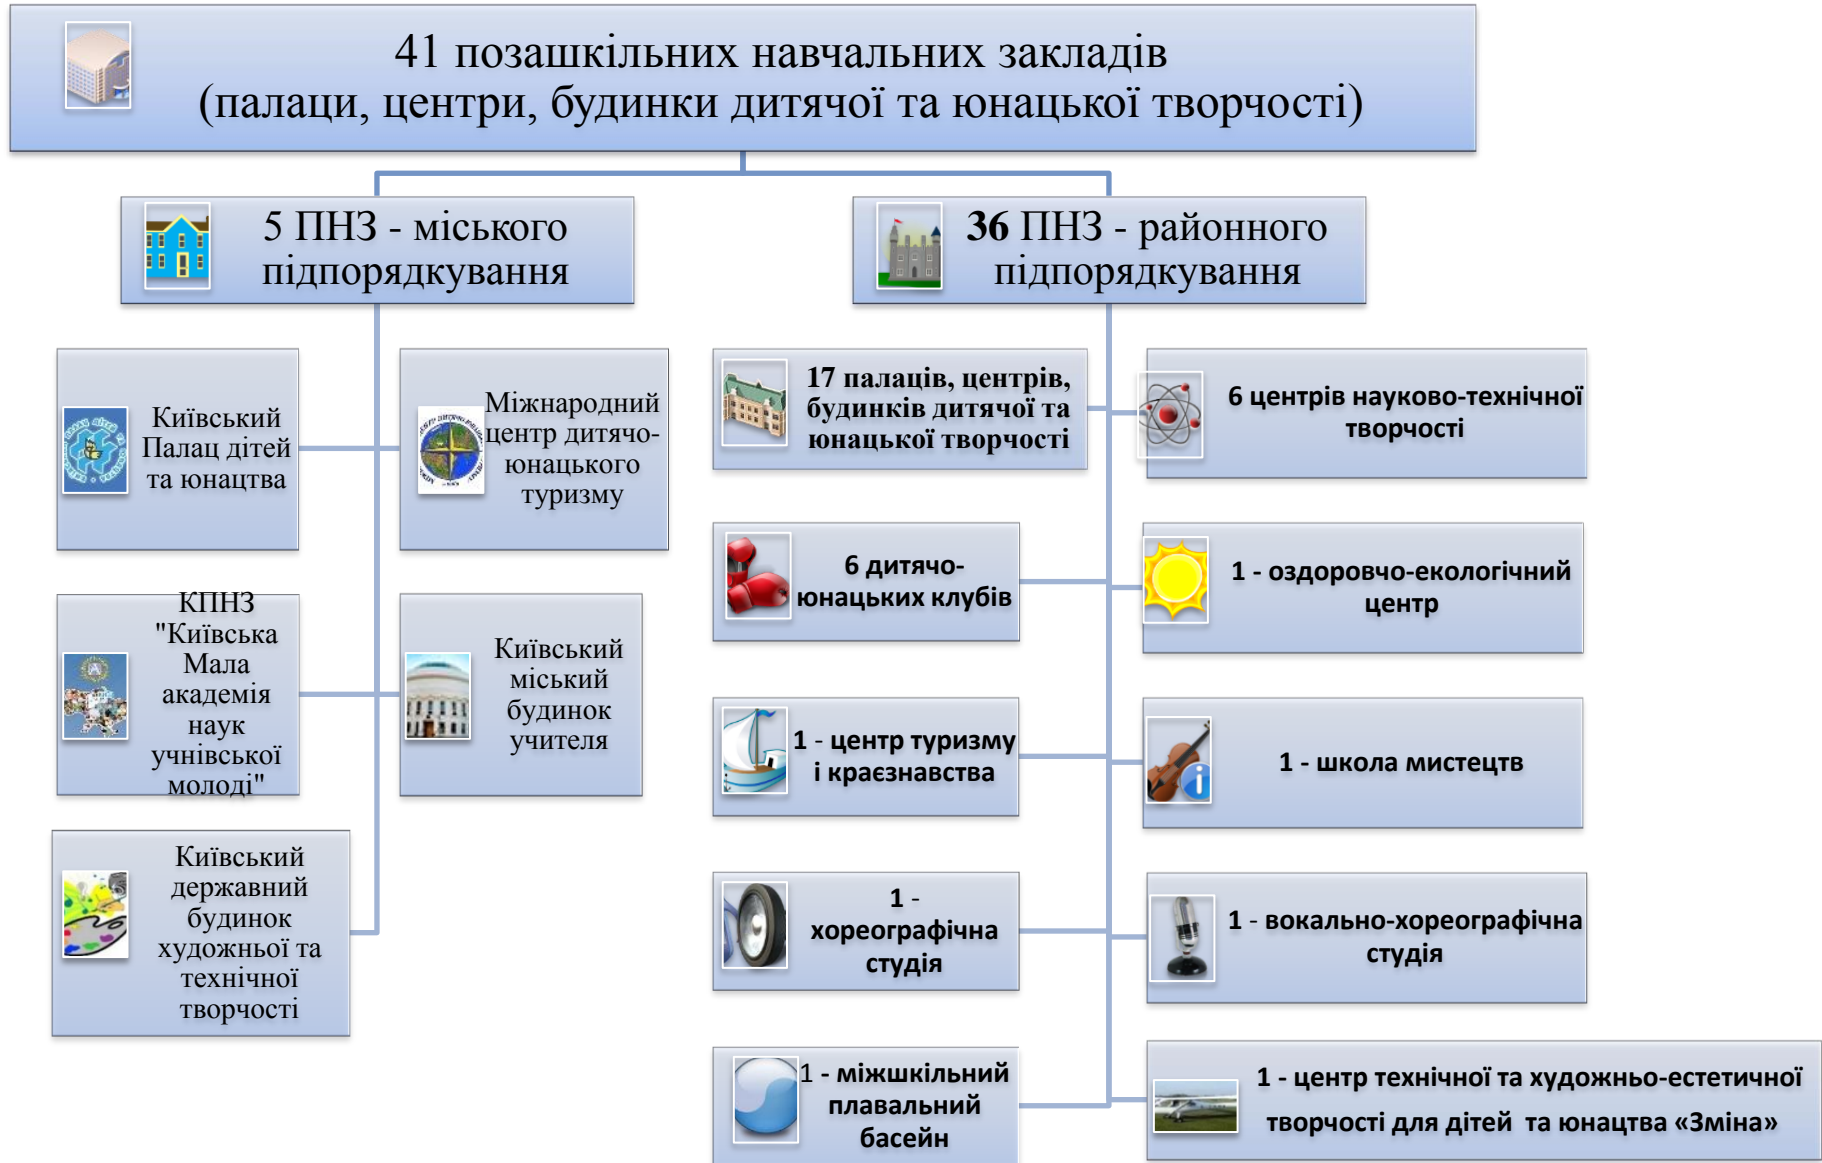 41 позашкільних навчальних закладів
(палаци, центри, будинки дитячої та юнацької творчості)
5 ПНЗ - міського
підпорядкування
36 ПНЗ - районного
підпорядкування
Київський
Палац дітей
та юнацтва
Міжнародний
центр дитячо-
юнацького
туризму
КПНЗ
"Київська
Мала
академія
наук
учнівської
молоді"
Київський
міський
будинок
учителя
Київський
державний
будинок
художньої та
технічної
творчості
17 палаців, центрів,
будинків дитячої та
юнацької творчості
6 центрів науково-технічної
творчості
6 дитячо-
юнацьких клубів
1 - оздоровчо-екологічний
центр
1 - центр туризму
і краєзнавства
1 - школа мистецтв
1 -
хореографічна
студія
1 - вокально-хореографічна
студія
1 - міжшкільний
плавальний
басейн
1 - центр технічної та художньо-естетичної
творчості для дітей та юнацтва «Зміна»